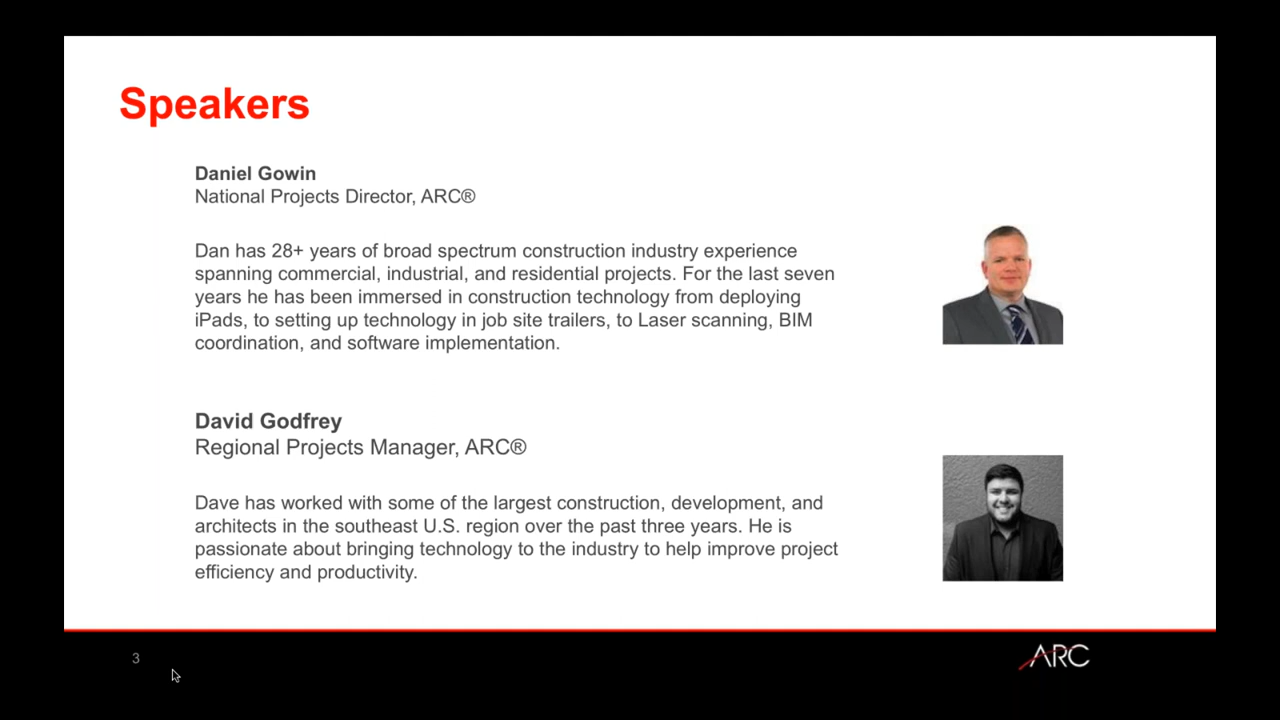 Speakers
Daniel Gowin
National Projects Director, ARC®
Dan has 28+ years of broad spectrum construction industry experience
spanning commercial, industrial, and residential projects. For the last seven
years he has been immersed in construction technology from deploying
iPads, to setting up technology in job site trailers, to Laser scanning, BIM
coordination, and software implementation.
David Godfrey
Regional Projects Manager, ARC®
Dave has worked with some of the largest construction, development, and
architects in the southeast U.S. region over the past three years. He is
passionate about bringing technology to the industry to help improve project
efficiency and productivity.
3
ARC